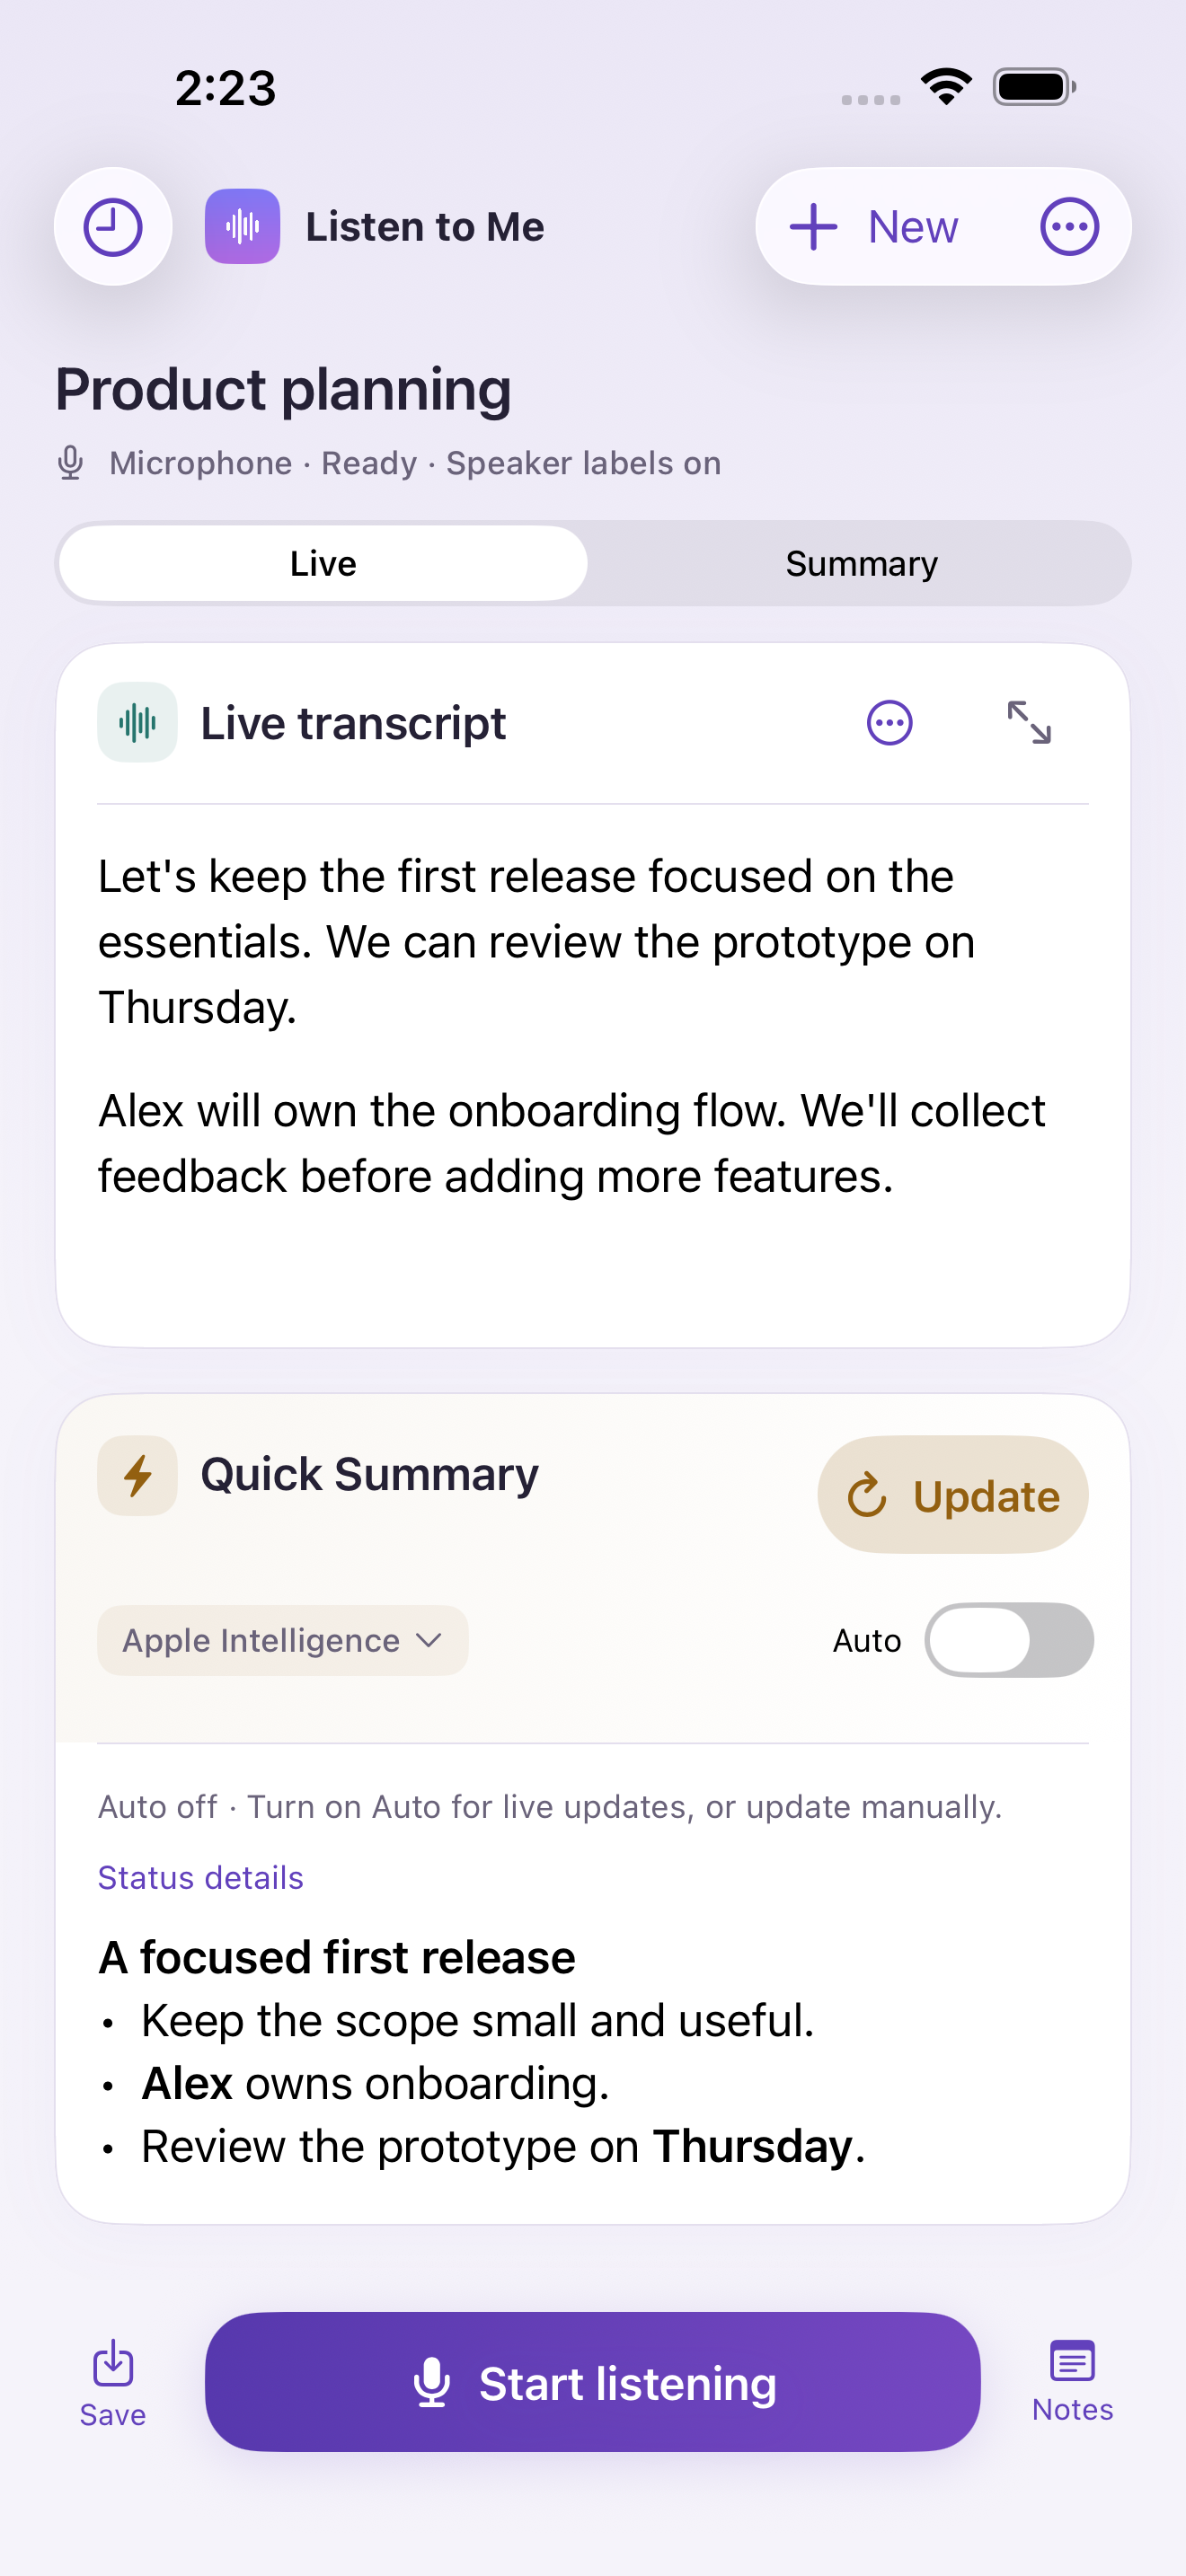 2:23
Listen to Me
New
Product planning
Microphone · Ready · Speaker labels on
Live
Summary
Live transcript
Let's keep the first release focused on the
essentials. We can review the prototype on
Thursday.
Alex will own the onboarding flow. We'll collect
feedback before adding more features.
Quick Summary
Update
Apple Intelligence
Auto
Auto off · Turn on Auto for live updates, or update manually.
Status details
A focused first release
• Keep the scope small and useful.
• Alex owns onboarding.
• Review the prototype on Thursday.
Save
Start listening
Notes